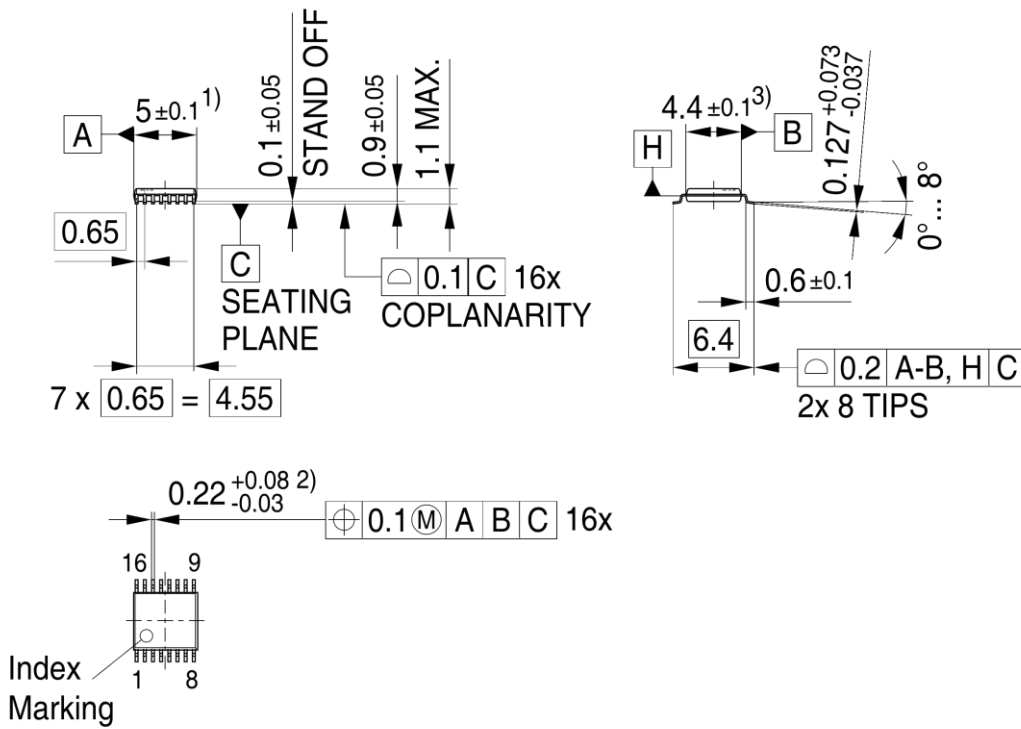 5 ±0.1 1)
A
0.1 ±0.05
STAND OFF
0.9 ±0.05
1.1 MAX.
0.65
C
SEATING
PLANE
0.1 C 16x
COPLANARITY
7 x 0.65 = 4.55
4.4 ±0.1 3)
B
H
0.127 +0.073 -0.037
0°... 8°
0.6 ±0.1
6.4
⌓ 0.2 A-B, H C
2x 8 TIPS
0.22 +0.08 -0.03 2)
⌖ 0.1 Ⓜ A B C 16x
16 9
1 8
Index
Marking